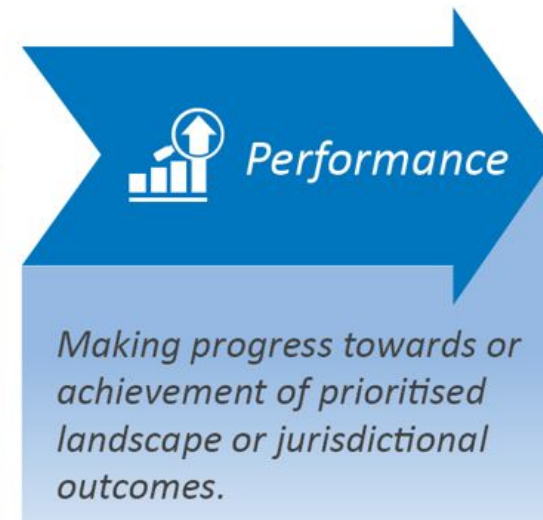 Performance
Making progress towards or
achievement of prioritised
landscape or jurisdictional
outcomes.